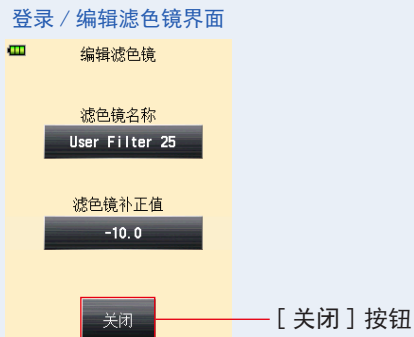 登录 / 编辑滤色镜界面
编辑滤色镜
滤色镜名称
User Filter 25
滤色镜补正值
-10.0
关闭
[ 关闭 ] 按钮